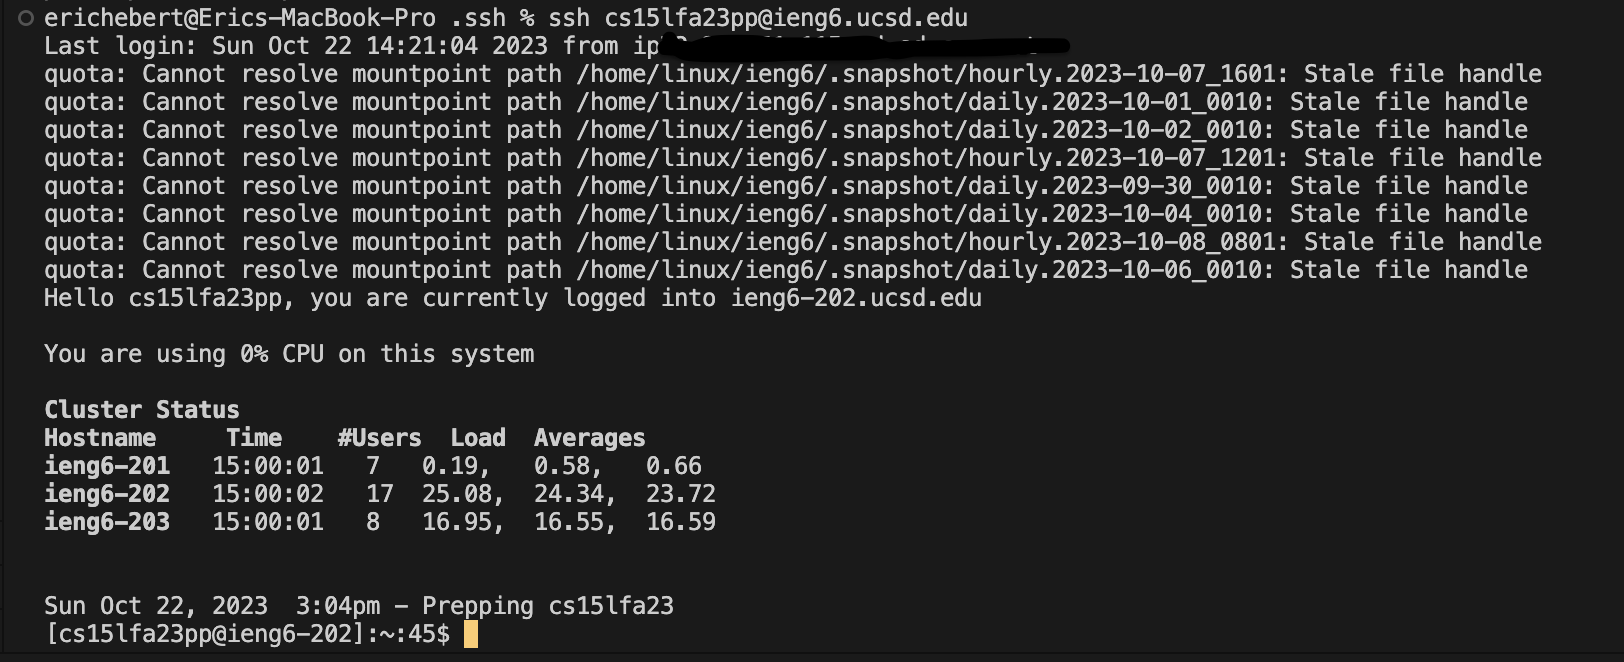 erichebert@Erics-MacBook-Pro .ssh % ssh cs15lfa23pp@ieng6.ucsd.edu
Last login: Sun Oct 22 14:21:04 2023 from ip
quota: Cannot resolve mountpoint path /home/linux/ieng6/.snapshot/hourly.2023-10-07_1601: Stale file handle
quota: Cannot resolve mountpoint path /home/linux/ieng6/.snapshot/daily.2023-10-01_0010: Stale file handle
quota: Cannot resolve mountpoint path /home/linux/ieng6/.snapshot/daily.2023-10-02_0010: Stale file handle
quota: Cannot resolve mountpoint path /home/linux/ieng6/.snapshot/hourly.2023-10-07_1201: Stale file handle
quota: Cannot resolve mountpoint path /home/linux/ieng6/.snapshot/daily.2023-09-30_0010: Stale file handle
quota: Cannot resolve mountpoint path /home/linux/ieng6/.snapshot/daily.2023-10-04_0010: Stale file handle
quota: Cannot resolve mountpoint path /home/linux/ieng6/.snapshot/hourly.2023-10-08_0801: Stale file handle
quota: Cannot resolve mountpoint path /home/linux/ieng6/.snapshot/daily.2023-10-06_0010: Stale file handle
Hello cs15lfa23pp, you are currently logged into ieng6-202.ucsd.edu
You are using 0% CPU on this system
Cluster Status
Hostname     Time    #Users  Load  Averages
ieng6-201   15:00:01   7   0.19,   0.58,   0.66
ieng6-202   15:00:02   17  25.08,  24.34,  23.72
ieng6-203   15:00:01   8   16.95,  16.55,  16.59
Sun Oct 22, 2023  3:04pm - Prepping cs15lfa23
[cs15lfa23pp@ieng6-202]:~:45$